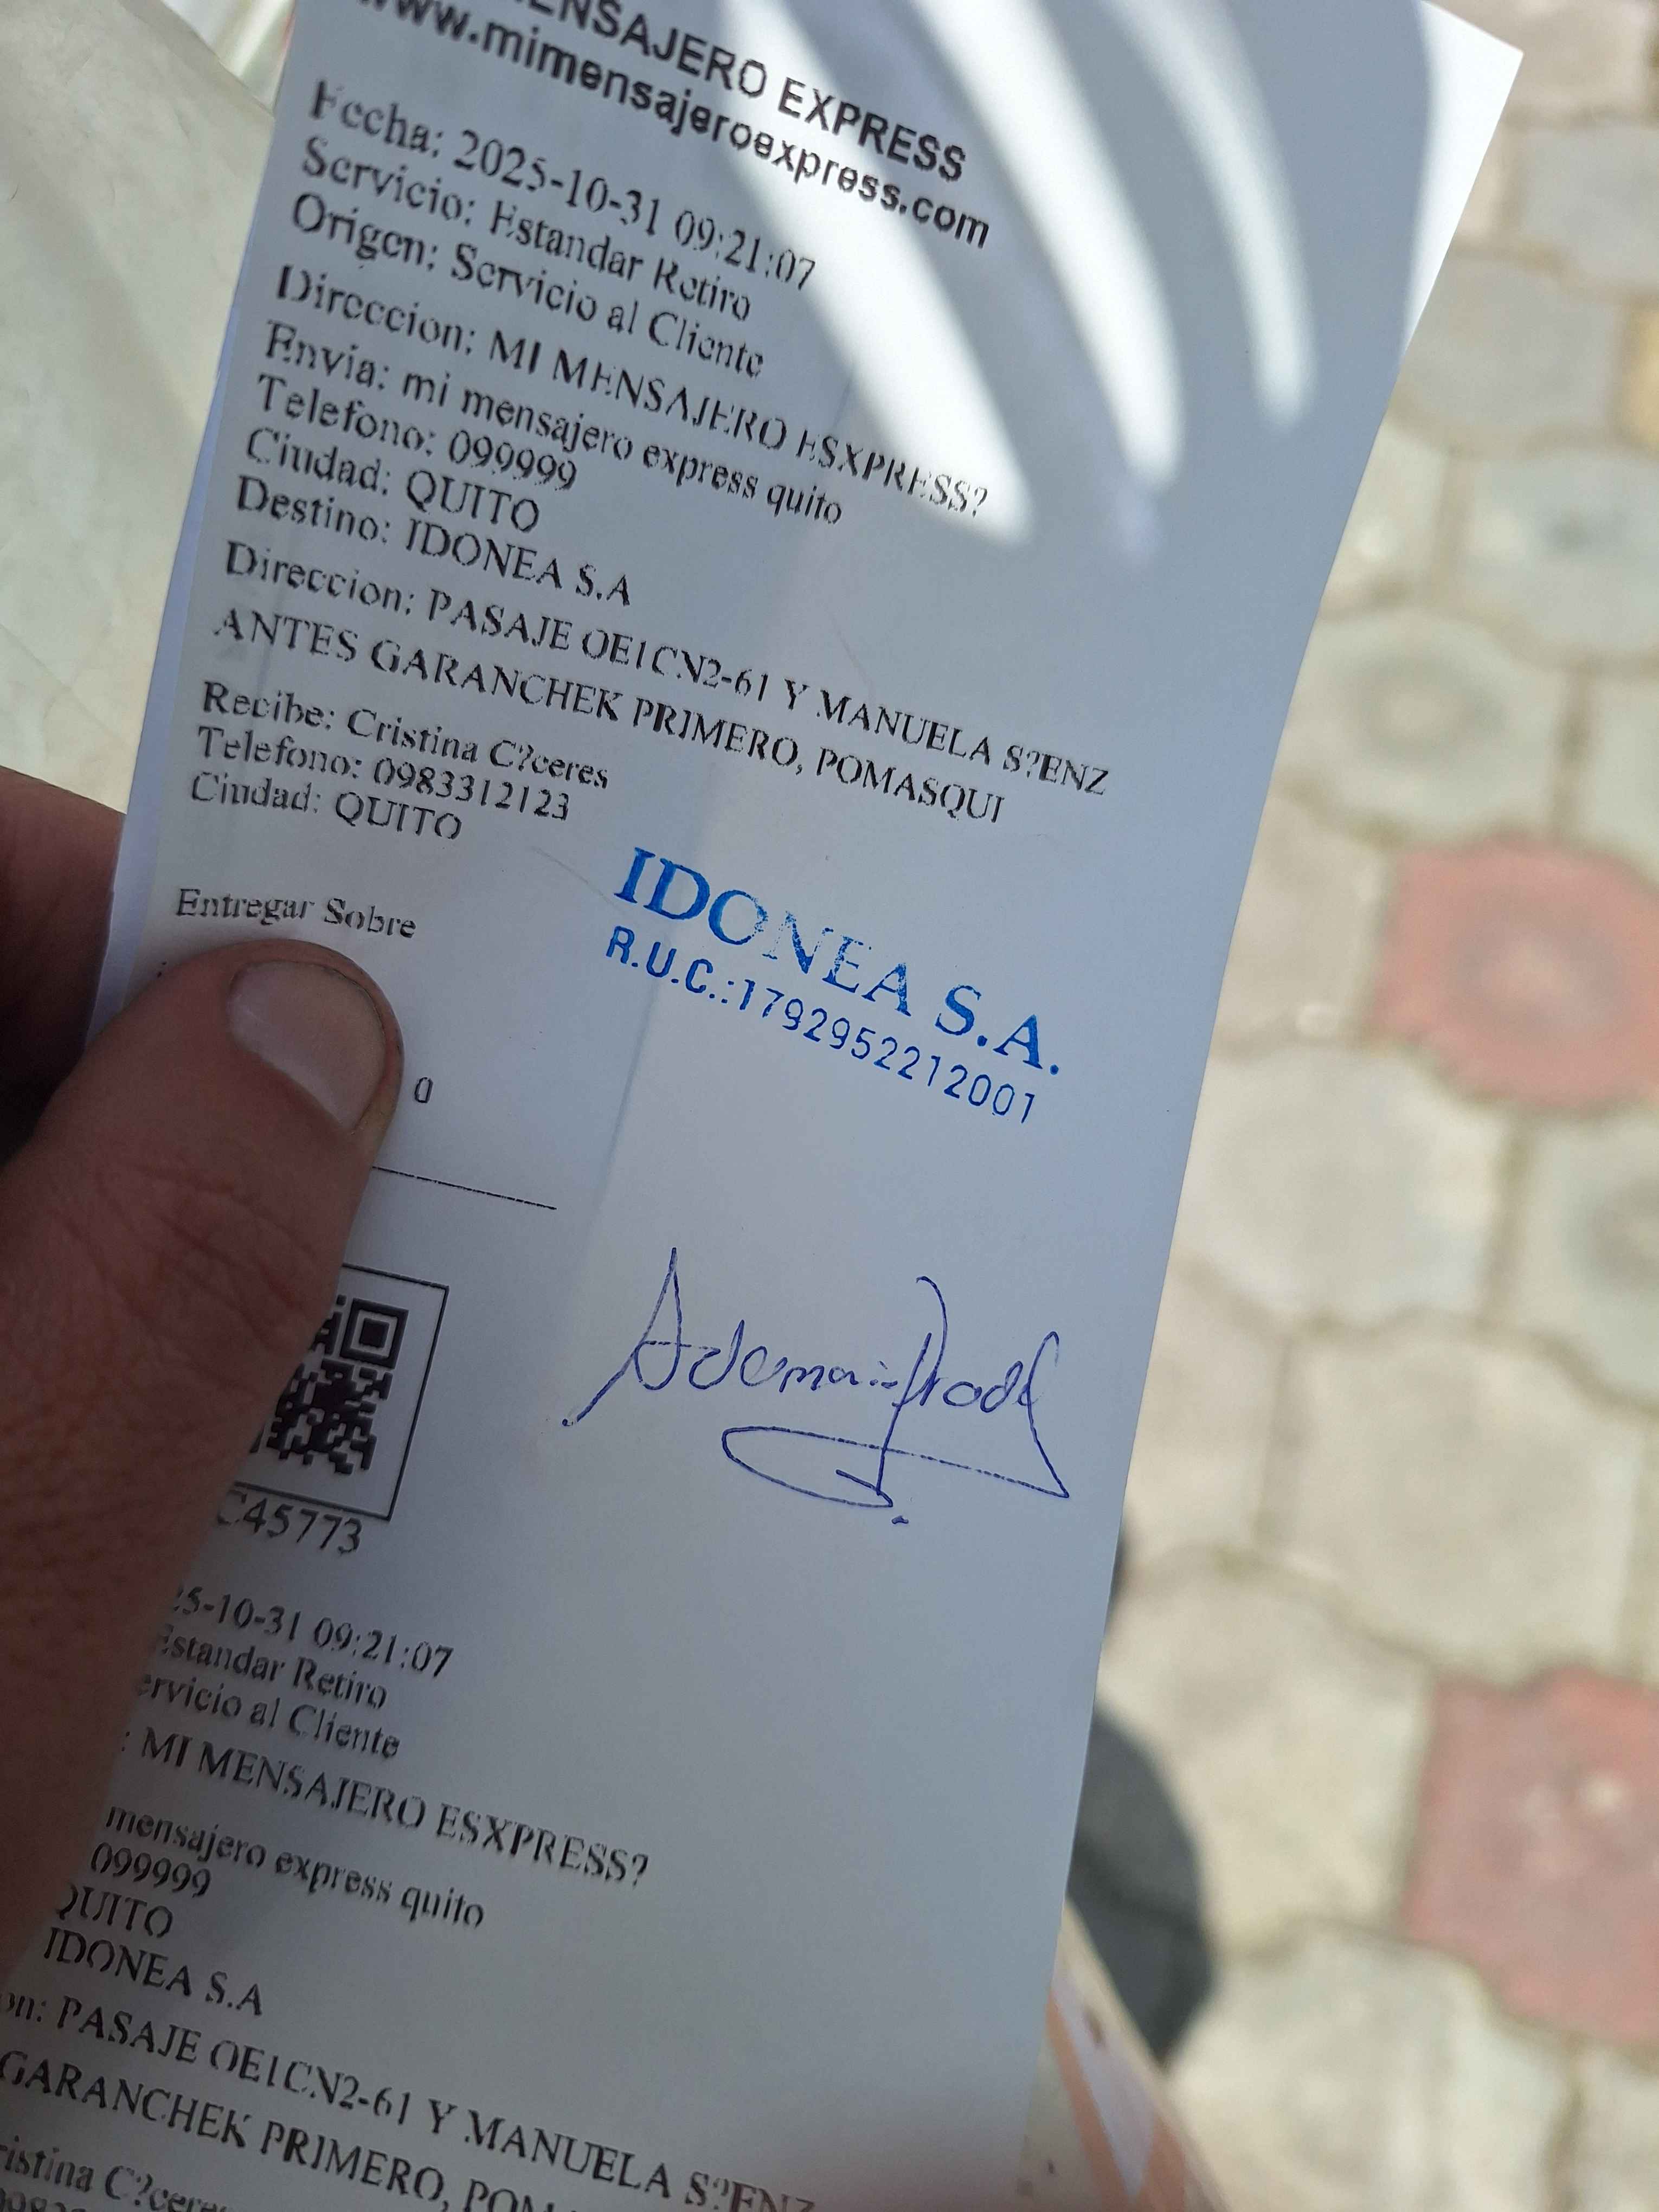 MENSAJERO EXPRESS
www.mimensajeroexpress.com
Fecha: 2025-10-31 09:21:07
Servicio: Estandar Retiro
Origen: Servicio al Cliente
Direccion: MI MENSAJERO ESXPRESS?
Envia: mi mensajero express quito
Telefono: 099999
Ciudad: QUITO
Destino: IDONEA S.A
Direccion: PASAJE OE1CN2-61 Y MANUELA S?ENZ
ANTES GARANCHEK PRIMERO, POMASQUI
Recibe: Cristina C?ceres
Telefono: 0983312123
Ciudad: QUITO
Entregar Sobre
IDONEA S.A.
R.U.C.:1792952212001
0
C45773
25-10-31 09:21:07
Estandar Retiro
ervicio al Cliente
: MI MENSAJERO ESXPRESS?
mensajero express quito
099999
QUITO
IDONEA S.A
on: PASAJE OE1CN2-61 Y MANUELA S?ENZ
GARANCHEK PRIMERO, POM
ristina C?ceres